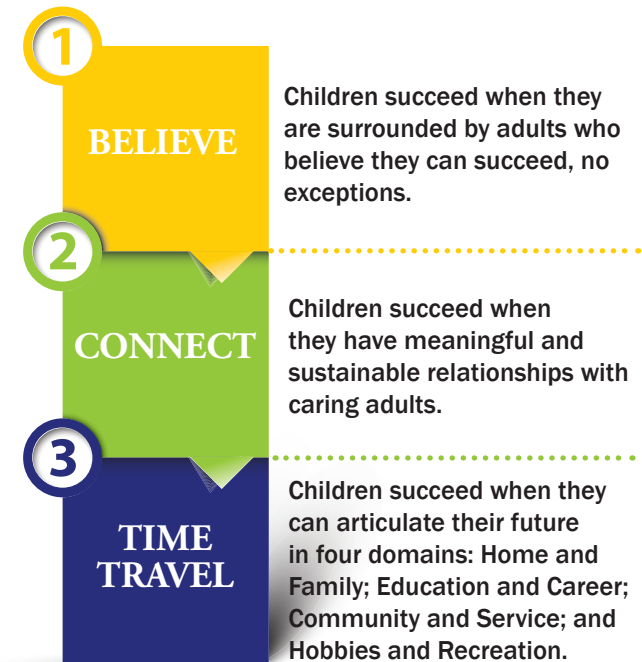 1
BELIEVE
Children succeed when they
are surrounded by adults who
believe they can succeed, no
exceptions.
2
CONNECT
Children succeed when
they have meaningful and
sustainable relationships with
caring adults.
3
TIME
TRAVEL
Children succeed when they
can articulate their future
in four domains: Home and
Family; Education and Career;
Community and Service; and
Hobbies and Recreation.